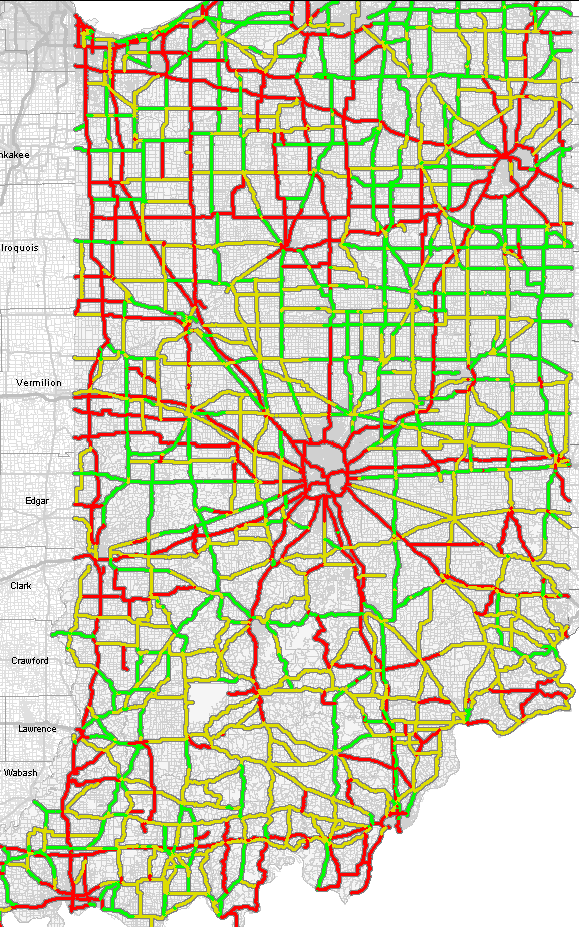 nkakee
Iroquois
Vermilion
Edgar
Clark
Crawford
Lawrence
Wabash